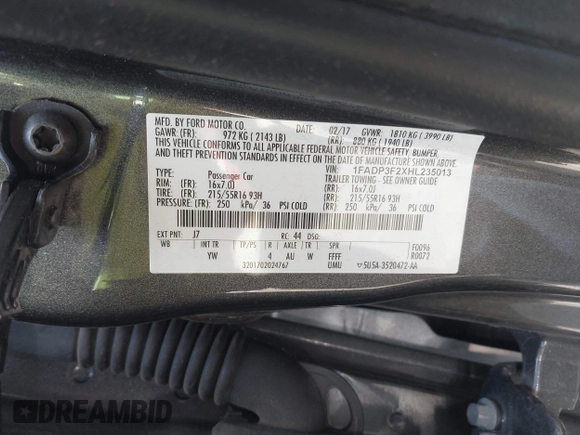 MFD. BY FORD MOTOR CO. DATE: 02/17 GVWR: 1810 KG ( 3990 LB)
GAWR: (FR): 972 KG ( 2143 LB) (RR): 880 KG ( 1940 LB)
THIS VEHICLE CONFORMS TO ALL APPLICABLE FEDERAL MOTOR VEHICLE SAFETY, BUMPER,
AND THEFT PREVENTION STANDARDS IN EFFECT ON THE DATE OF MANUFACTURE SHOWN ABOVE.
VIN: 1FADP3F2XHL235013
TYPE: Passenger Car TRAILER TOWING - SEE OWNER GUIDE
RIM: (FR) 16x7.0J (RR): 16x7.0J
TIRE: (FR) 215/55R16 93H (RR): 215/55R16 93H
PRESSURE: (FR) 250 kPa/ 36 PSI COLD (RR): 250 kPa/ 36 PSI COLD
EXT PNT: J7 RC: 44 DSO:
WB INT TR TP/PS R AXLE TR SPR F0096
YW 4 AU W FFFF R0072
3201702024767 UMU 5U5A 3520472 AA
DREAMBID